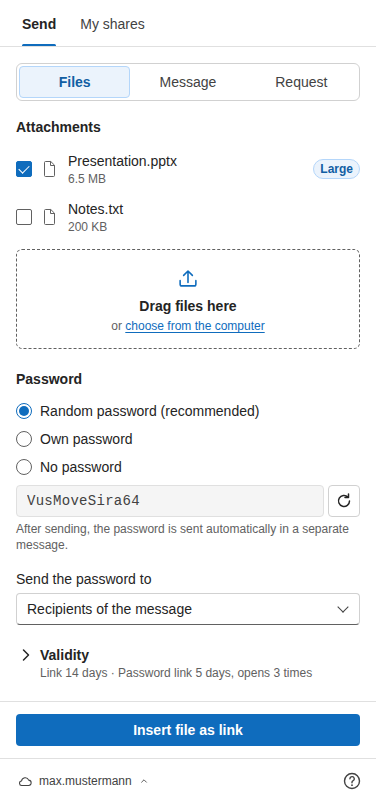 Send My shares
Files Message Request
Attachments
Presentation.pptx
6.5 MB
Large
Notes.txt
200 KB
Drag files here
or choose from the computer
Password
Random password (recommended)
Own password
No password
VusMoveSira64
After sending, the password is sent automatically in a separate
message.
Send the password to
Recipients of the message
Validity
Link 14 days · Password link 5 days, opens 3 times
Insert file as link
max.mustermann